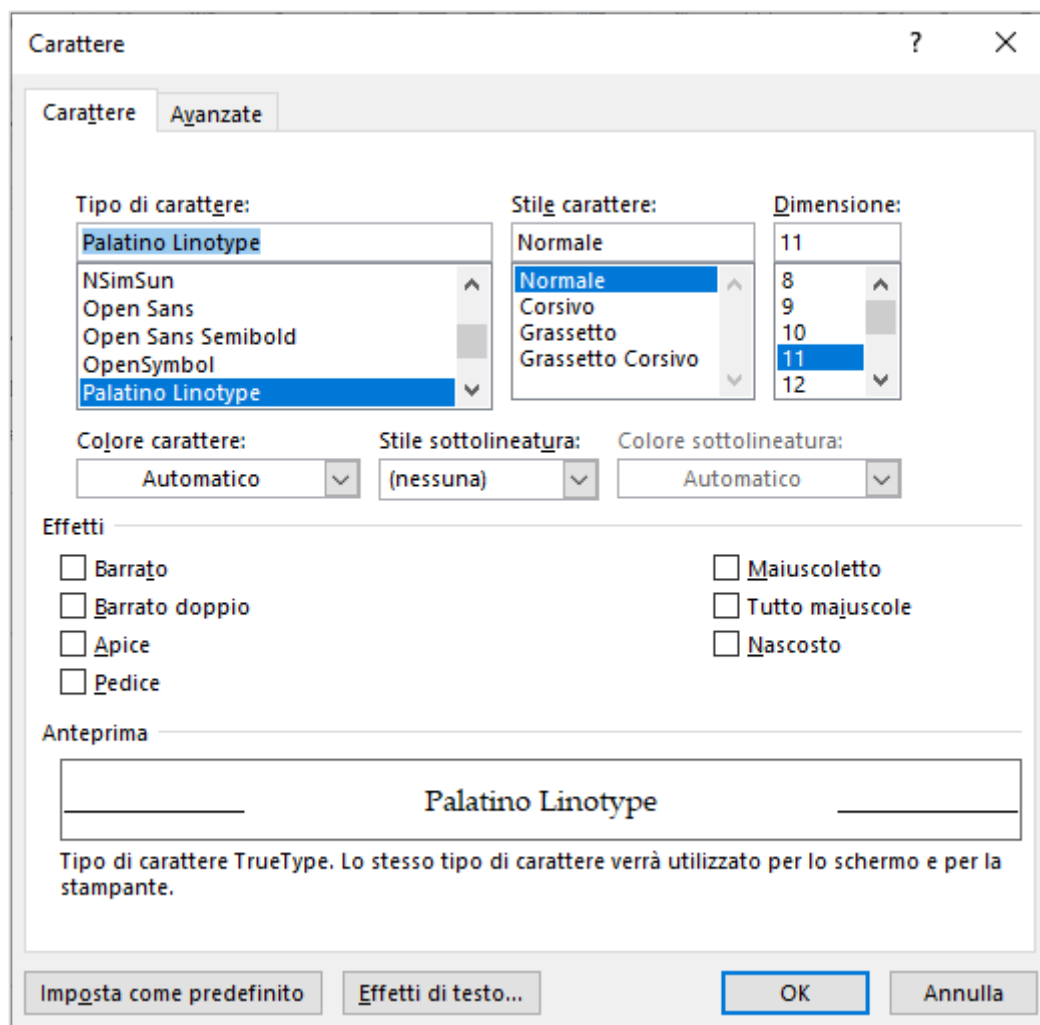 Carattere
?
Carattere Avanzate
Tipo di carattere: Stile carattere: Dimensione:
Palatino Linotype Normale 11
NSimSun Normale 8
Open Sans Corsivo 9
Open Sans Semibold Grassetto 10
OpenSymbol Grassetto Corsivo 11
Palatino Linotype 12
Colore carattere: Stile sottolineatura: Colore sottolineatura:
Automatico (nessuna) Automatico
Effetti
Barrato Maiuscoletto
Barrato doppio Tutto maiuscole
Apice Nascosto
Pedice
Anteprima
Palatino Linotype
Tipo di carattere TrueType. Lo stesso tipo di carattere verrà utilizzato per lo schermo e per la
stampante.
Imposta come predefinito Effetti di testo... OK Annulla